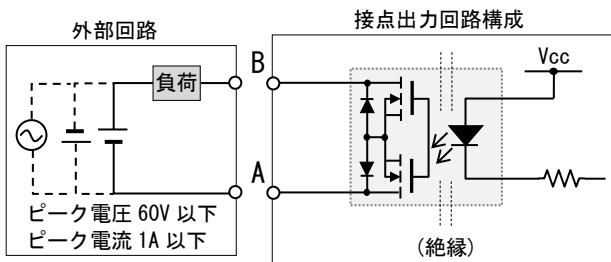 外部回路
接点出力回路構成
負荷
B
A
Vcc
ピーク電圧 60V 以下
ピーク電流 1A 以下
(絶縁)